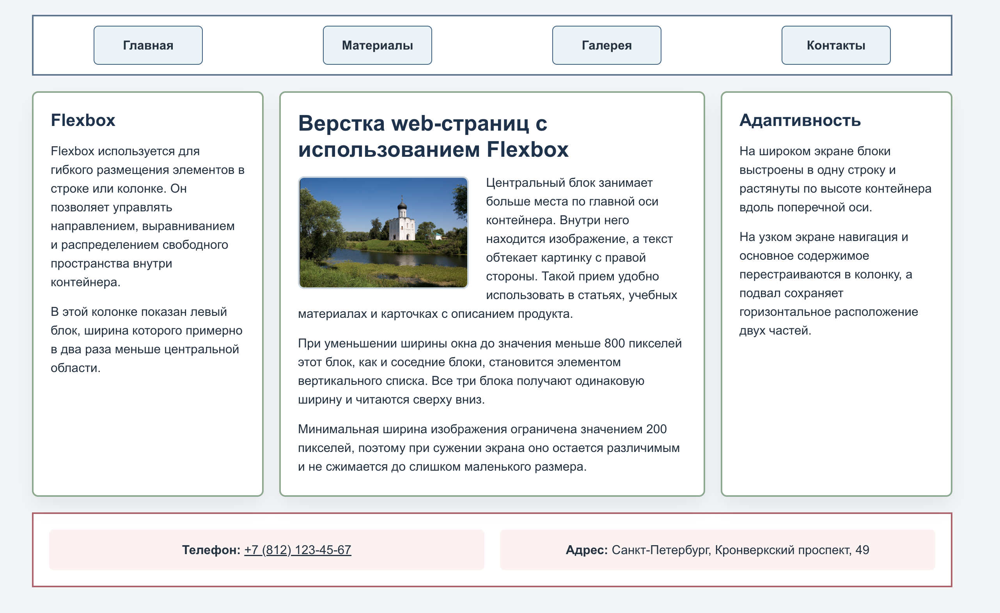 Главная
Материалы
Галерея
Контакты
Flexbox
Flexbox используется для
гибкого размещения элементов в
строке или колонке. Он
позволяет управлять
направлением, выравниванием
и распределением свободного
пространства внутри
контейнера.
В этой колонке показан левый
блок, ширина которого примерно
в два раза меньше центральной
области.
Верстка web-страниц с
использованием Flexbox
Центральный блок занимает
больше места по главной оси
контейнера. Внутри него
находится изображение, а текст
обтекает картинку с правой
стороны. Такой прием удобно
использовать в статьях, учебных
материалах и карточках с описанием продукта.
При уменьшении ширины окна до значения меньше 800 пикселей
этот блок, как и соседние блоки, становится элементом
вертикального списка. Все три блока получают одинаковую
ширину и читаются сверху вниз.
Минимальная ширина изображения ограничена значением 200
пикселей, поэтому при сужении экрана оно остается различимым
и не сжимается до слишком маленького размера.
Адаптивность
На широком экране блоки
выстроены в одну строку и
растянуты по высоте контейнера
вдоль поперечной оси.
На узком экране навигация и
основное содержимое
перестраиваются в колонку, а
подвал сохраняет
горизонтальное расположение
двух частей.
Телефон: +7 (812) 123-45-67
Адрес: Санкт-Петербург, Кронверкский проспект, 49